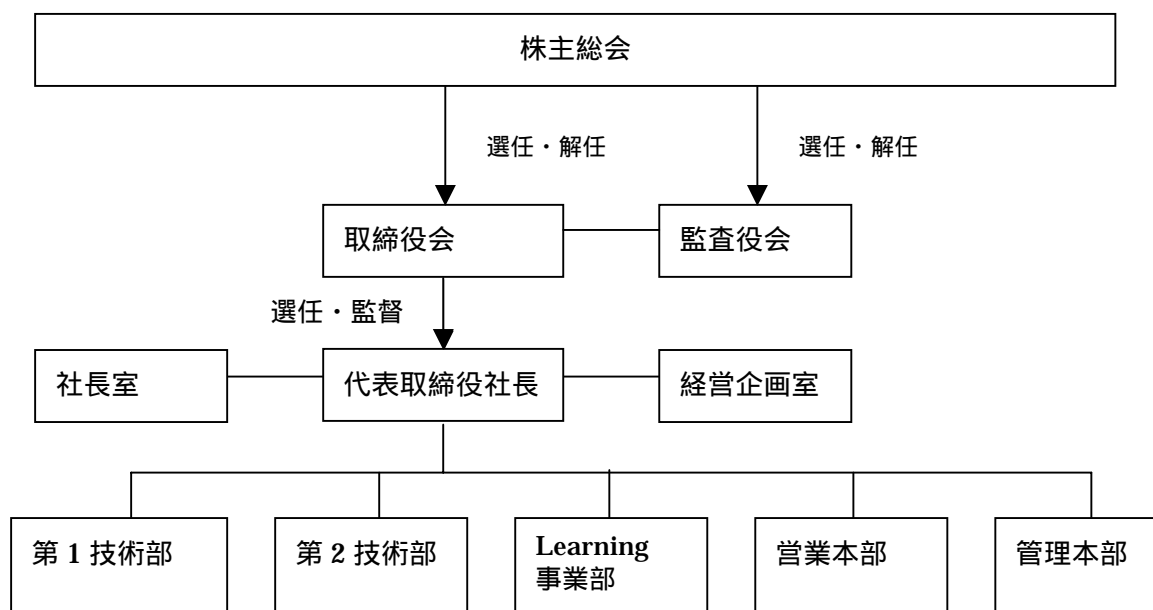 株主総会
選任・解任
選任・解任
取締役会
監査役会
選任・監督
社長室
代表取締役社長
経営企画室
第 1 技術部
第 2 技術部
Learning
事業部
営業本部
管理本部